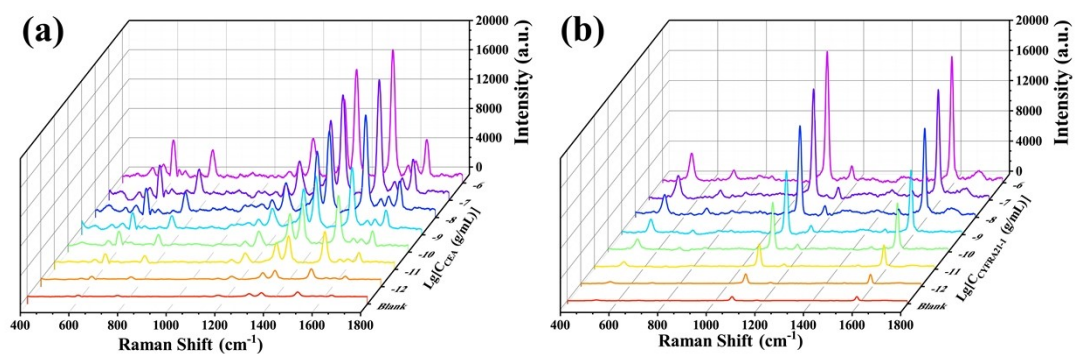 (a)
20000
16000
12000
8000
4000
0
Intensity (a.u.)
-6
-7
-8
-9
-10
-11
-12
Blank
Lg[C_CEA (g/mL)]
400 600 800 1000 1200 1400 1600 1800
Raman Shift (cm⁻¹)
(b)
20000
16000
12000
8000
4000
0
Intensity (a.u.)
-6
-7
-8
-9
-10
-11
-12
Blank
Lg[C_CYFRA21-1 (g/mL)]
400 600 800 1000 1200 1400 1600 1800
Raman Shift (cm⁻¹)